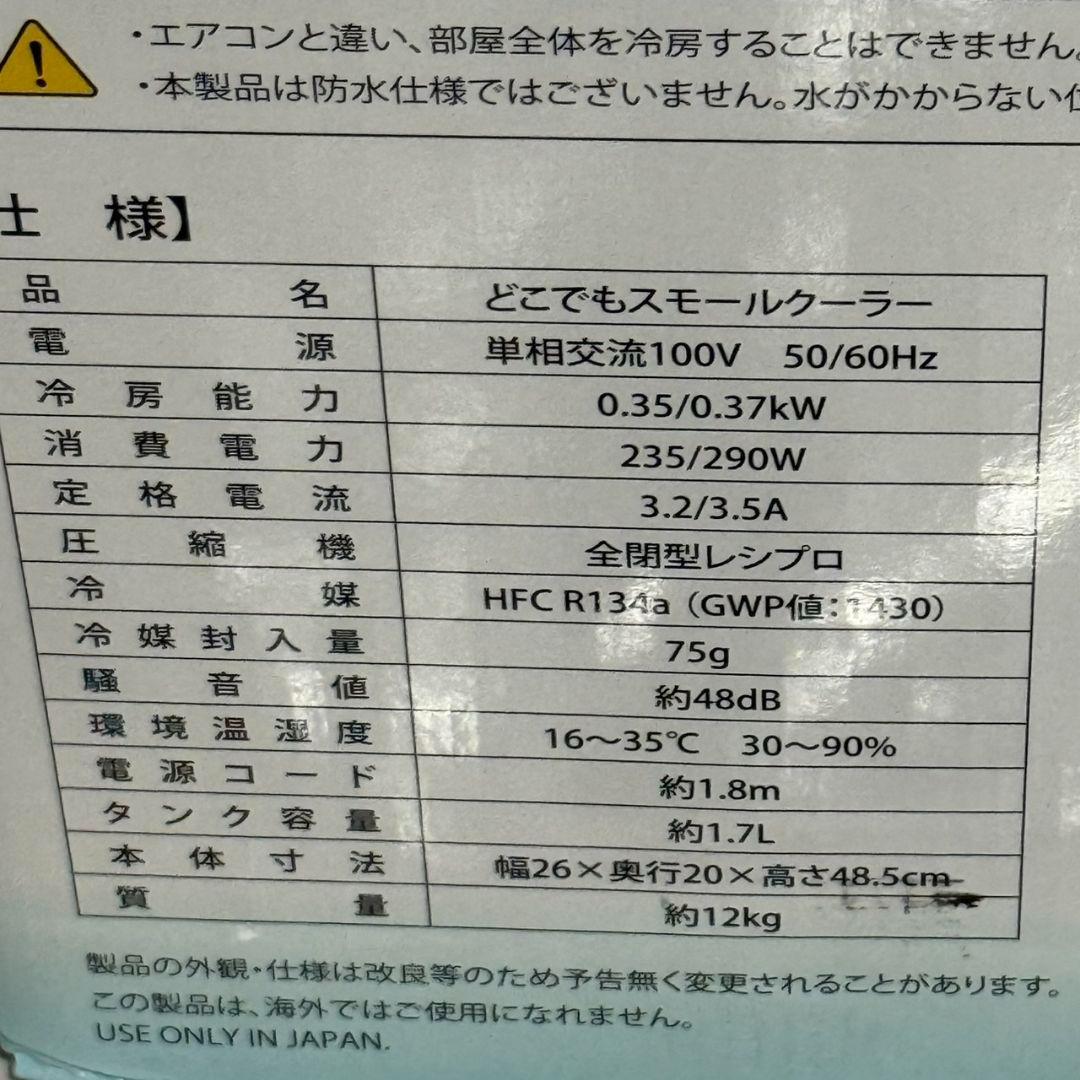 ・エアコンと違い、部屋全体を冷房することはできません。
・本製品は防水仕様ではございません。水がかからない
仕 様】
品名 どこでもスモールクーラー
電源 単相交流100V 50/60Hz
冷房能力 0.35/0.37kW
消費電力 235/290W
定格電流 3.2/3.5A
圧縮機 全閉型レシプロ
冷媒 HFC R134a（GWP値：1430）
冷媒封入量 75g
騒音値 約48dB
環境温湿度 16～35℃ 30～90%
電源コード 約1.8m
タンク容量 約1.7L
本体寸法 幅26×奥行20×高さ48.5cm
質量 約12kg
製品の外観・仕様は改良等のため予告無く変更されることがあります。
この製品は、海外ではご使用になれません。
USE ONLY IN JAPAN.